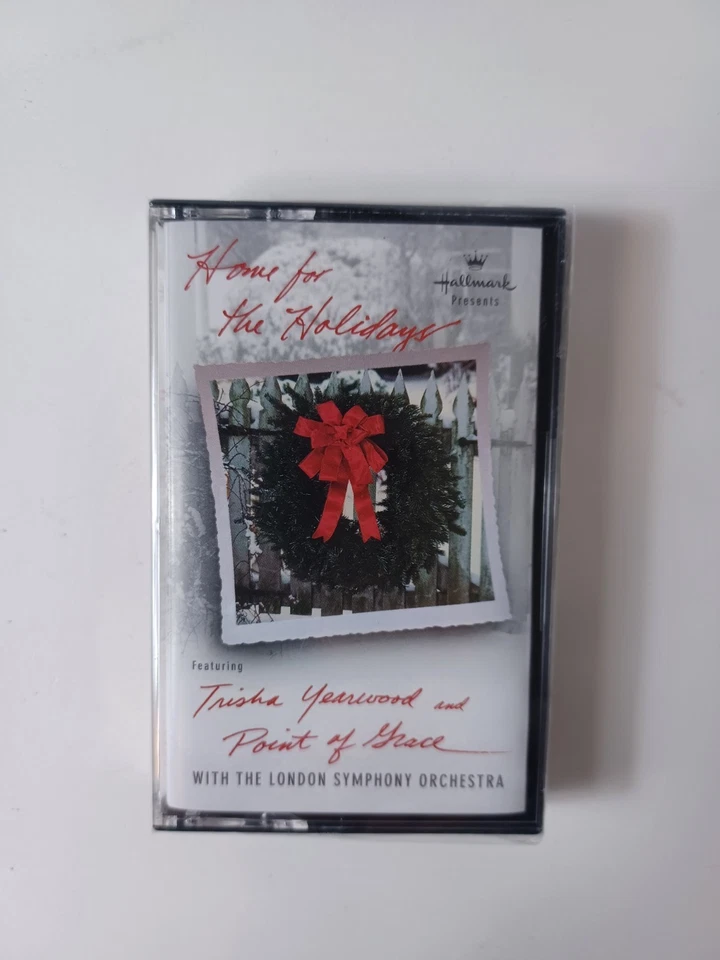 Home for
the Holidays
Hallmark
Presents
Featuring
Trisha Yearwood and
Point of Grace
WITH THE LONDON SYMPHONY ORCHESTRA